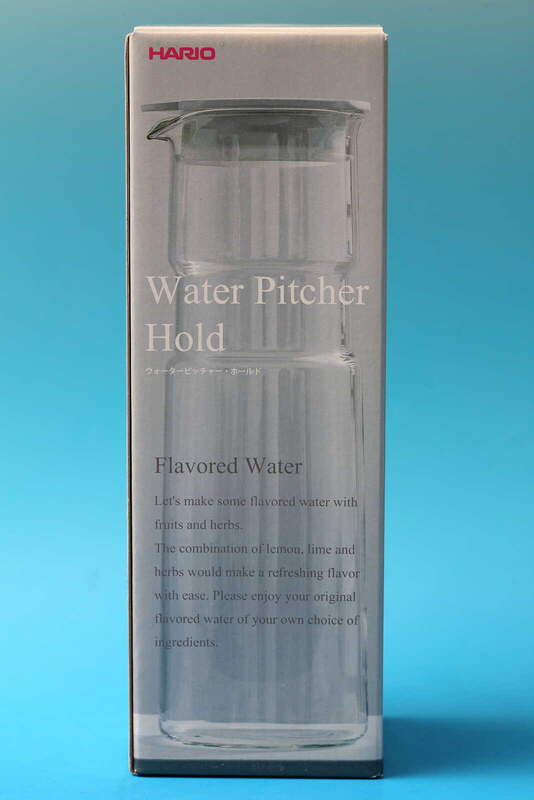 HARIO
Water Pitcher
Hold
ウォーターピッチャー・ホールド
Flavored Water
Let's make some flavored water with
fruits and herbs.
The combination of lemon, lime and
herbs would make a refreshing flavor
with ease. Please enjoy your original
flavored water of your own choice of
ingredients.